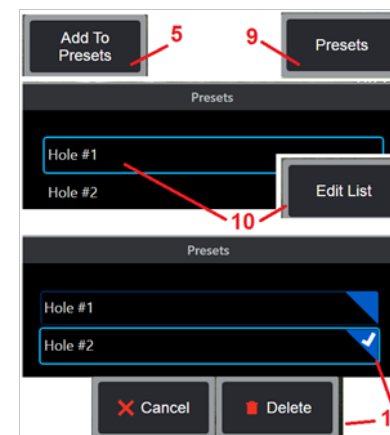 Add To
Presets
5
9
Presets
Presets
Hole #1
Hole #2
Edit List
10
Presets
Hole #1
Hole #2
Cancel
Delete